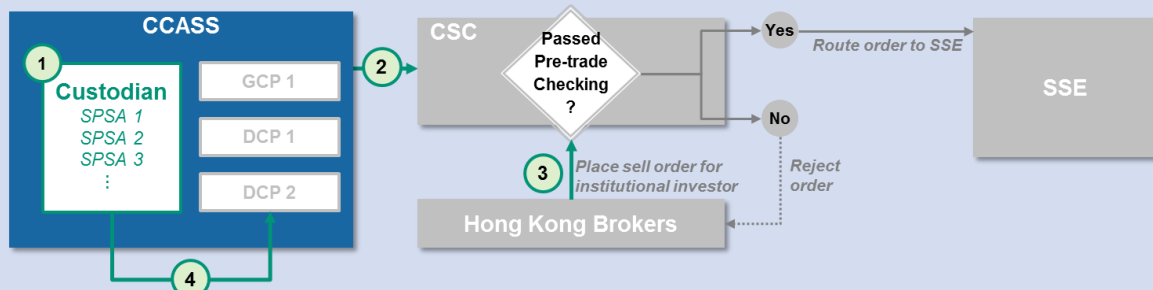 CCASS
1
Custodian
SPSA 1
SPSA 2
SPSA 3
⋮
GCP 1
DCP 1
DCP 2
2
CSC
Passed
Pre-trade
Checking
?
Yes
Route order to SSE
SSE
No
Reject
order
3
Place sell order for
institutional investor
Hong Kong Brokers
4